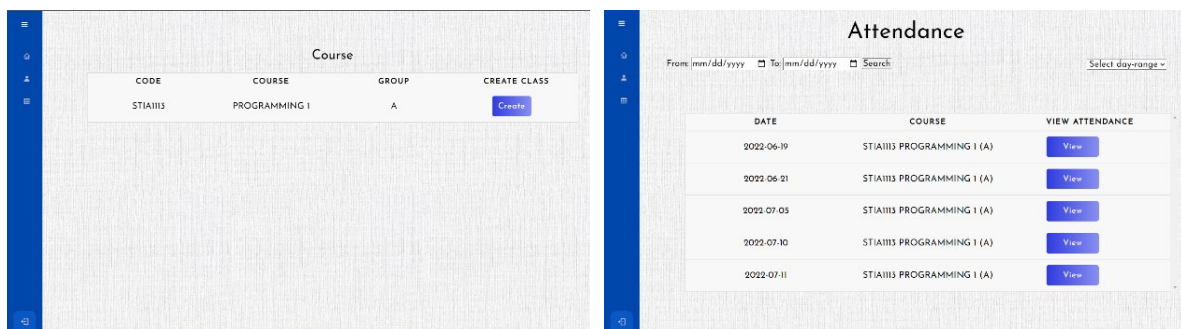 Course
CODE COURSE GROUP CREATE CLASS
STIA1113 PROGRAMMING 1 A Create
Attendance
From: mm/dd/yyyy To: mm/dd/yyyy Search Select day-range
DATE COURSE VIEW ATTENDANCE
2022-06-19 STIA1113 PROGRAMMING 1 (A) View
2022-06-21 STIA1113 PROGRAMMING 1 (A) View
2022-07-05 STIA1113 PROGRAMMING 1 (A) View
2022-07-10 STIA1113 PROGRAMMING 1 (A) View
2022-07-11 STIA1113 PROGRAMMING 1 (A) View